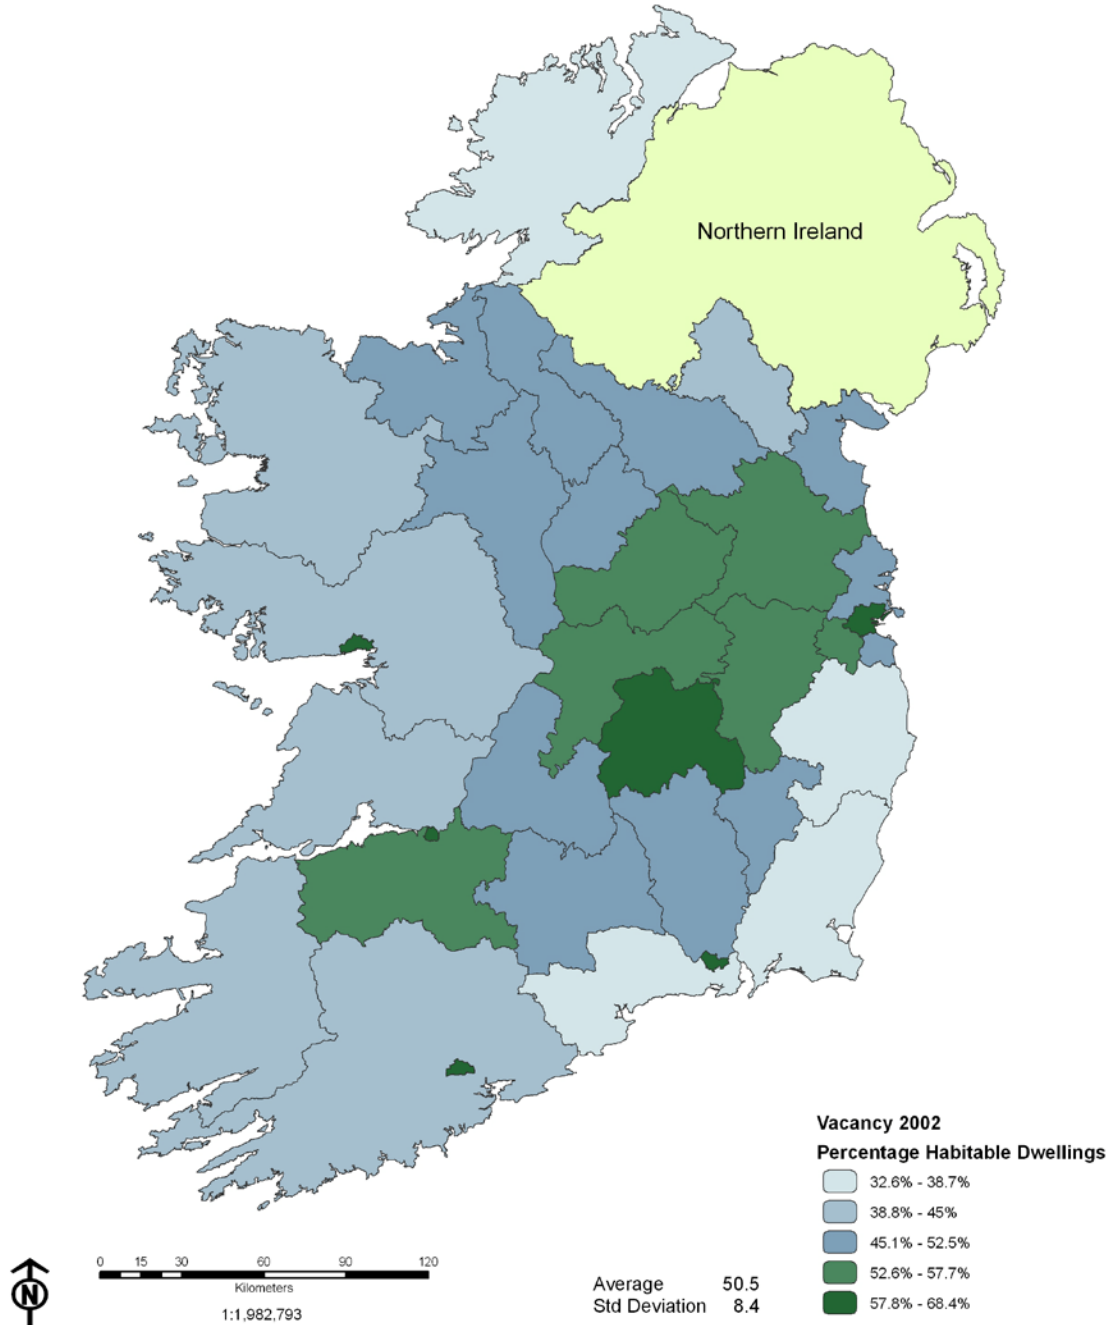 Northern Ireland
Vacancy 2002
Percentage Habitable Dwellings
32.6% - 38.7%
38.8% - 45%
45.1% - 52.5%
52.6% - 57.7%
57.8% - 68.4%
0 15 30 60 90 120
Kilometers
1:1,982,793
N
Average 50.5
Std Deviation 8.4